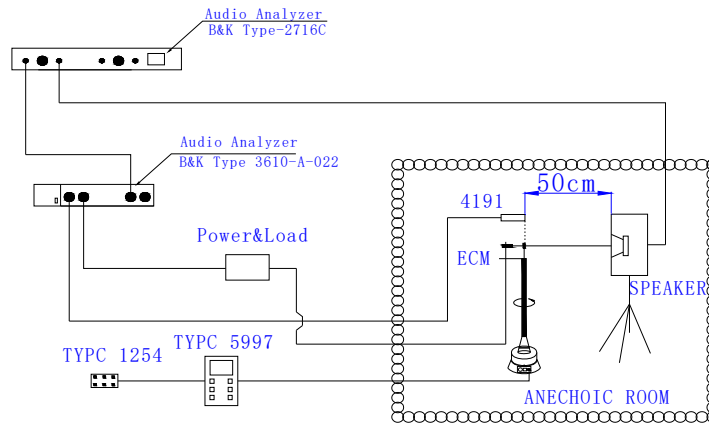 Audio Analyzer
B&K Type-2716C
Audio Analyzer
B&K Type 3610-A-022
50cm
4191
Power&Load
ECM
SPEAKER
TYPC 1254
TYPC 5997
ANECHOIC ROOM